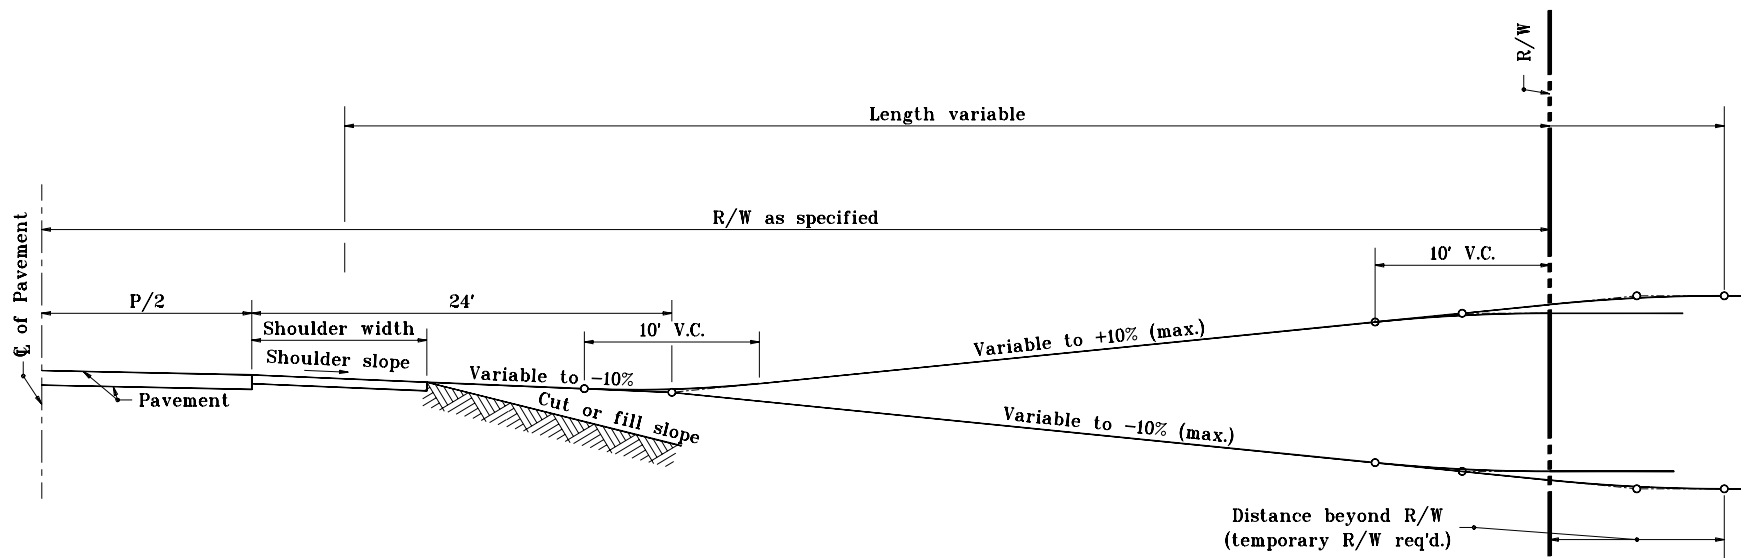 R/W
Length variable
R/W as specified
10' V.C.
℄ of Pavement
P/2
24'
Shoulder width
10' V.C.
Shoulder slope
Variable to +10% (max.)
Variable to -10%
Pavement
Cut or fill slope
Variable to -10% (max.)
Distance beyond R/W
(temporary R/W req'd.)